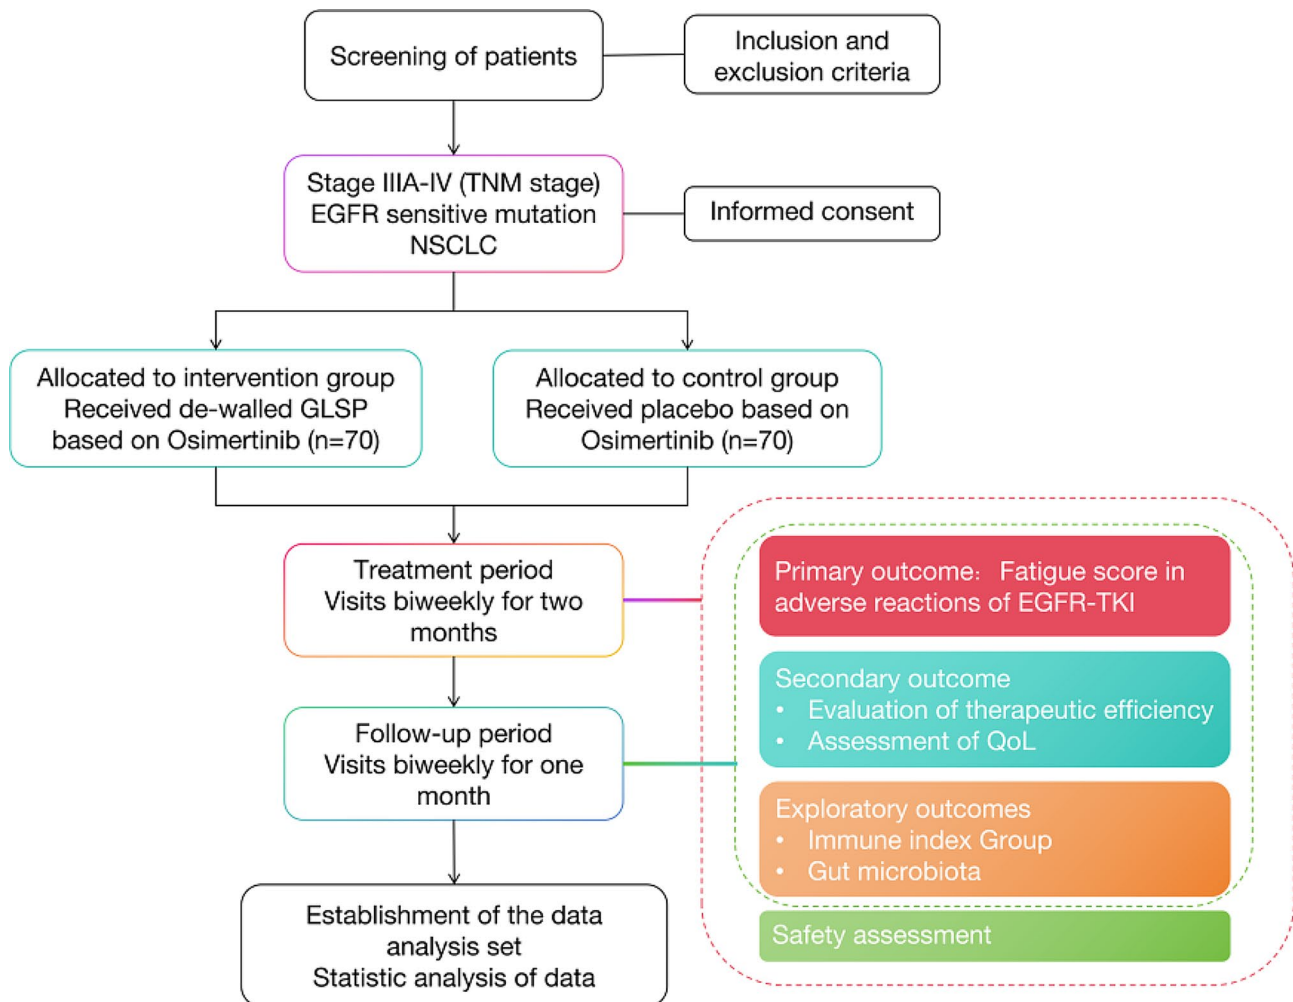 Screening of patients
Inclusion and
exclusion criteria
Stage IIIA-IV (TNM stage)
EGFR sensitive mutation
NSCLC
Informed consent
Allocated to intervention group
Received de-walled GLSP
based on Osimertinib (n=70)
Allocated to control group
Received placebo based on
Osimertinib (n=70)
Treatment period
Visits biweekly for two
months
Primary outcome: Fatigue score in
adverse reactions of EGFR-TKI
Secondary outcome
• Evaluation of therapeutic efficiency
• Assessment of QoL
Follow-up period
Visits biweekly for one
month
Exploratory outcomes
• Immune index Group
• Gut microbiota
Safety assessment
Establishment of the data
analysis set
Statistic analysis of data